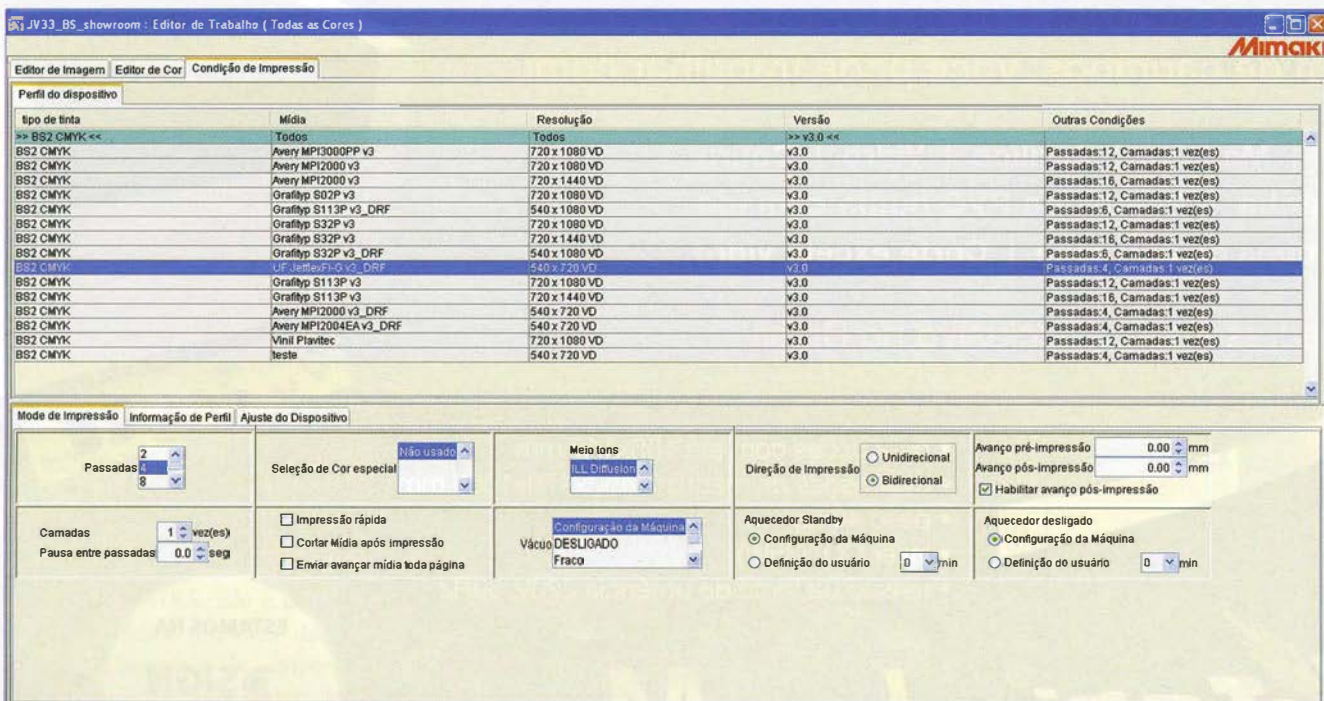 JV33_BS_showroom : Editor de Trabalho ( Todas as Cores )
Mimaki
Editor de Imagem Editor de Cor Condição de Impressão
Perfil do dispositivo
tipo de tinta Mídia Resolução Versão Outras Condições
>> BS2 CMYK << Todos Todos >> v3.0 <<
BS2 CMYK Avery MPI3000PP v3 720 x 1080 VD v3.0 Passadas:12, Camadas:1 vez(es)
BS2 CMYK Avery MPI2000 v3 720 x 1080 VD v3.0 Passadas:12, Camadas:1 vez(es)
BS2 CMYK Avery MPI2000 v3 720 x 1440 VD v3.0 Passadas:16, Camadas:1 vez(es)
BS2 CMYK Grafityp S02P v3 720 x 1080 VD v3.0 Passadas:12, Camadas:1 vez(es)
BS2 CMYK Grafityp S113P v3_DRF 540 x 1080 VD v3.0 Passadas:6, Camadas:1 vez(es)
BS2 CMYK Grafityp S32P v3 720 x 1080 VD v3.0 Passadas:12, Camadas:1 vez(es)
BS2 CMYK Grafityp S32P v3 720 x 1440 VD v3.0 Passadas:16, Camadas:1 vez(es)
BS2 CMYK Grafityp S32P v3_DRF 540 x 1080 VD v3.0 Passadas:6, Camadas:1 vez(es)
BS2 CMYK UF JetflexFI-G v3_DRF 540 x 720 VD v3.0 Passadas:4, Camadas:1 vez(es)
BS2 CMYK Grafityp S113P v3 720 x 1080 VD v3.0 Passadas:12, Camadas:1 vez(es)
BS2 CMYK Grafityp S113P v3 720 x 1440 VD v3.0 Passadas:16, Camadas:1 vez(es)
BS2 CMYK Avery MPI2000 v3_DRF 540 x 720 VD v3.0 Passadas:4, Camadas:1 vez(es)
BS2 CMYK Avery MPI2004EA v3_DRF 540 x 720 VD v3.0 Passadas:4, Camadas:1 vez(es)
BS2 CMYK Vinil Plavitec 720 x 1080 VD v3.0 Passadas:12, Camadas:1 vez(es)
BS2 CMYK teste 540 x 720 VD v3.0 Passadas:4, Camadas:1 vez(es)
Mode de Impressão Informação de Perfil Ajuste do Dispositivo
Passadas 2 4 8
Seleção de Cor especial Não usado
Meio tons
ILL Diffusion
Direção de Impressão Unidirecional
Bidirecional
Avanço pré-impressão 0.00 mm
Avanço pós-impressão 0.00 mm
Habilitar avanço pós-impressão
Camadas 1 vez(es)
Pausa entre passadas 0.0 seg
Impressão rápida
Cortar Mídia após impressão
Enviar avançar mídia toda página
Vácuo Configuração da Máquina
DESLIGADO
Fraco
Aquecedor Standby
Configuração da Máquina
Definição do usuário 0 min
Aquecedor desligado
Configuração da Máquina
Definição do usuário 0 min